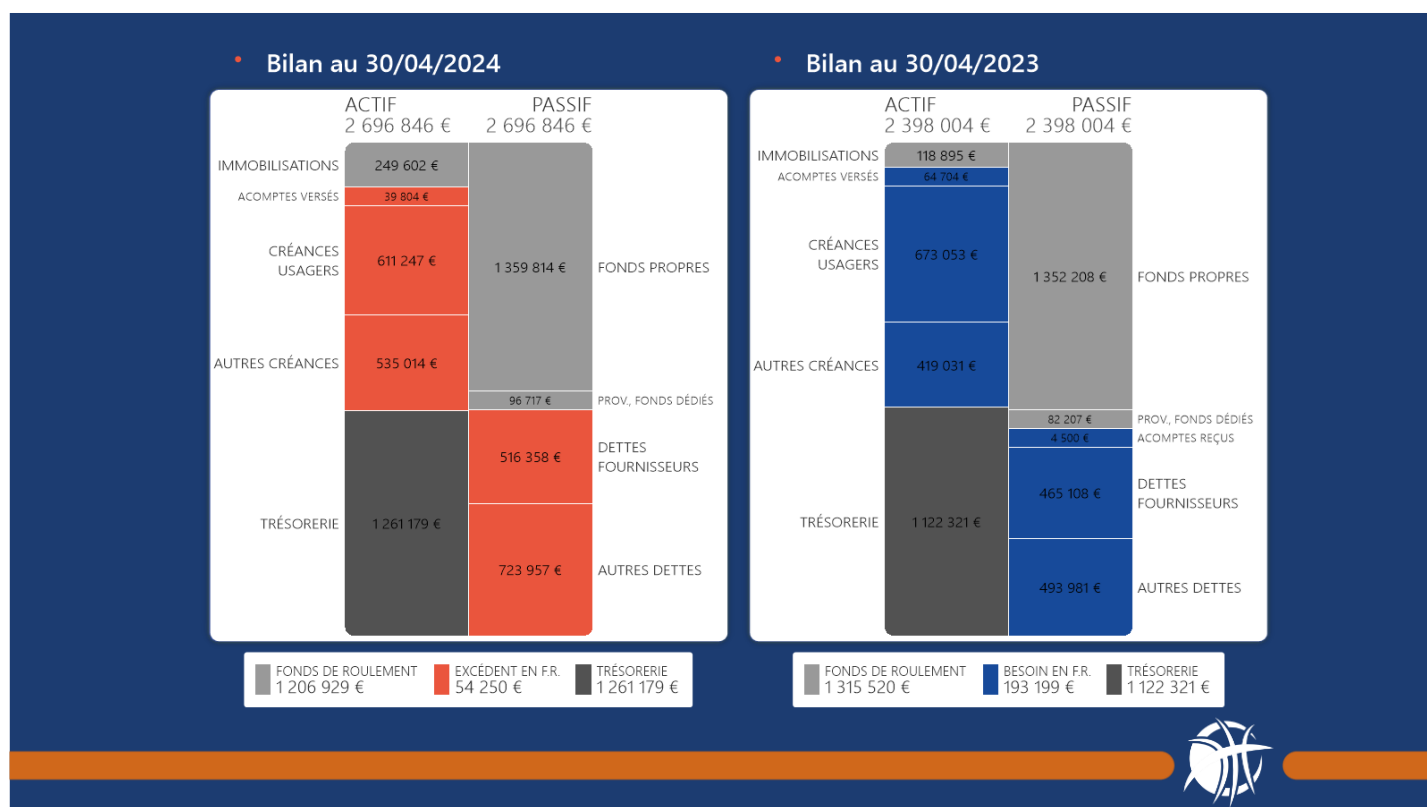 • Bilan au 30/04/2024
ACTIF PASSIF
2 696 846 € 2 696 846 €
IMMOBILISATIONS 249 602 €
ACOMPTES VERSÉS 39 804 €
CRÉANCES
USAGERS
611 247 €
1 359 814 € FONDS PROPRES
AUTRES CRÉANCES 535 014 €
96 717 € PROV., FONDS DÉDIÉS
516 358 €
DETTES
FOURNISSEURS
TRÉSORERIE 1 261 179 €
723 957 € AUTRES DETTES
FONDS DE ROULEMENT EXCÉDENT EN F.R. TRÉSORERIE
1 206 929 € 54 250 € 1 261 179 €
• Bilan au 30/04/2023
ACTIF PASSIF
2 398 004 € 2 398 004 €
IMMOBILISATIONS 118 895 €
ACOMPTES VERSÉS 64 704 €
CRÉANCES
USAGERS
673 053 €
1 352 208 € FONDS PROPRES
AUTRES CRÉANCES 419 031 €
82 207 € PROV., FONDS DÉDIÉS
4 500 € ACOMPTES REÇUS
465 108 €
DETTES
FOURNISSEURS
TRÉSORERIE 1 122 321 €
493 981 € AUTRES DETTES
FONDS DE ROULEMENT BESOIN EN F.R. TRÉSORERIE
1 315 520 € 193 199 € 1 122 321 €